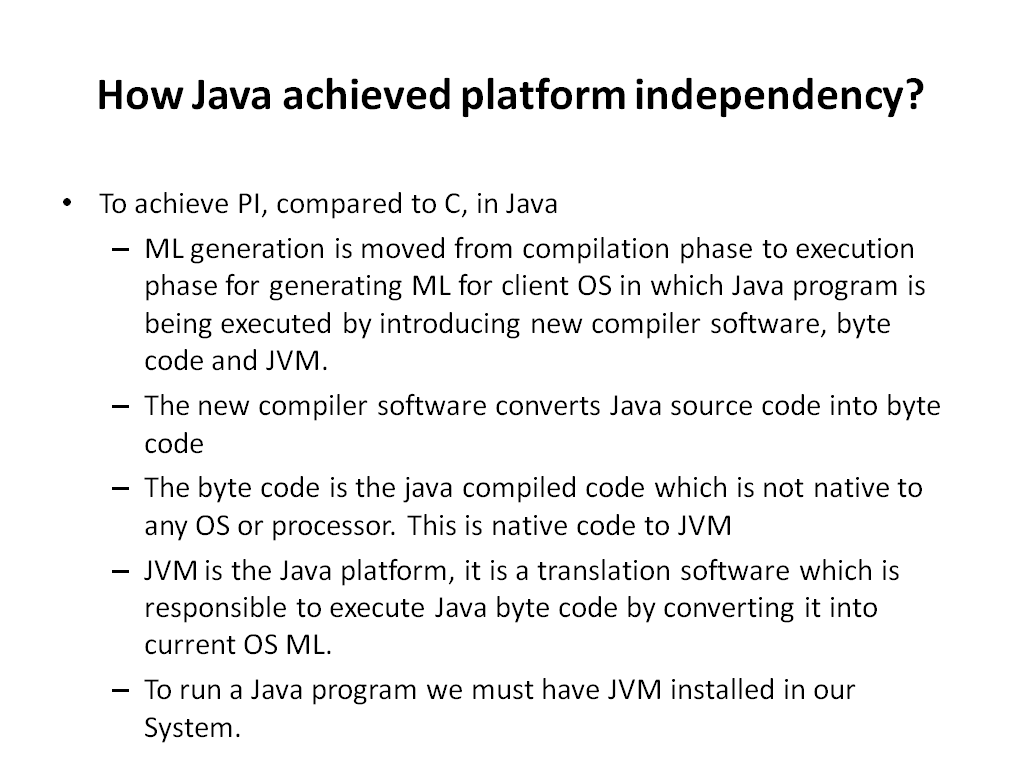 How Java achieved platform independency?
• To achieve PI, compared to C, in Java
– ML generation is moved from compilation phase to execution
phase for generating ML for client OS in which Java program is
being executed by introducing new compiler software, byte
code and JVM.
– The new compiler software converts Java source code into byte
code
– The byte code is the java compiled code which is not native to
any OS or processor. This is native code to JVM
– JVM is the Java platform, it is a translation software which is
responsible to execute Java byte code by converting it into
current OS ML.
– To run a Java program we must have JVM installed in our
System.